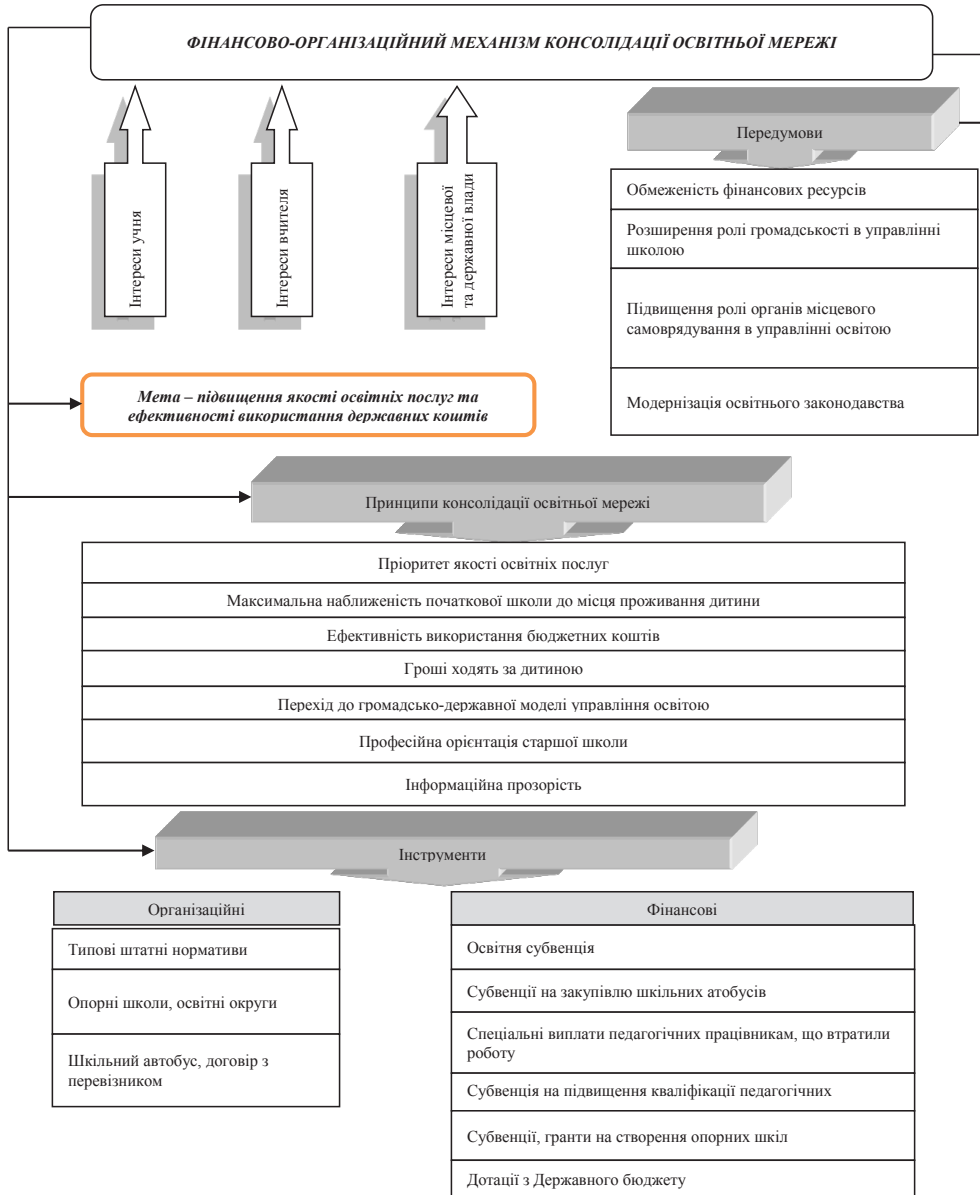 ФІНАНСОВО-ОРГАНІЗАЦІЙНИЙ МЕХАНІЗМ КОНСОЛІДАЦІЇ ОСВІТНЬОЇ МЕРЕЖІ
Інтереси учня
Інтереси вчителя
Інтереси місцевої
та державної влади
Передумови
Обмеженість фінансових ресурсів
Розширення ролі громадськості в управлінні
школою
Підвищення ролі органів місцевого
самоврядування в управлінні освітою
Модернізація освітнього законодавства
Мета – підвищення якості освітніх послуг та
ефективності використання державних коштів
Принципи консолідації освітньої мережі
Пріоритет якості освітніх послуг
Максимальна наближеність початкової школи до місця проживання дитини
Ефективність використання бюджетних коштів
Гроші ходять за дитиною
Перехід до громадсько-державної моделі управління освітою
Професійна орієнтація старшої школи
Інформаційна прозорість
Інструменти
Організаційні
Типові штатні нормативи
Опорні школи, освітні округи
Шкільний автобус, договір з
перевізником
Фінансові
Освітня субвенція
Субвенції на закупівлю шкільних атобусів
Спеціальні виплати педагогічних працівникам, що втратили
роботу
Субвенція на підвищення кваліфікації педагогічних
Субвенції, гранти на створення опорних шкіл
Дотації з Державного бюджету